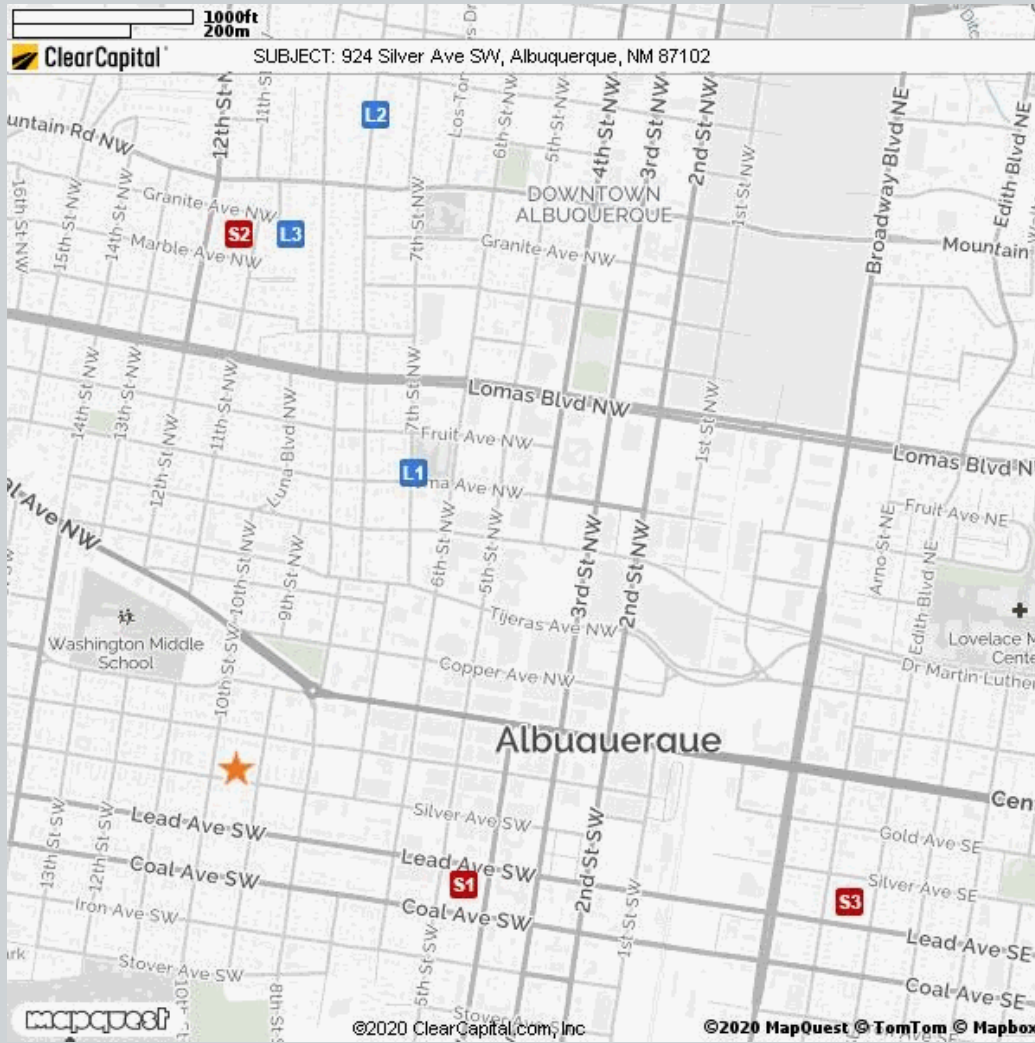 1000ft
200m
ClearCapital
SUBJECT: 924 Silver Ave SW, Albuquerque, NM 87102
L2
12th St N
11th St
6th St NW
5th St NW
4th St NW
3rd St NW
2nd St NW
1st St NW
Broadway Blvd NE
Edith Blvd NE
untain Rd NW
16th St NW
15th St NW
14th St NW
Granite Ave NW
S2
L3
Marble Ave NW
7th St NW
DOWNTOWN
ALBUQUERQUE
Granite Ave NW
Mountain
14th St NW
13th St NW
12th St NW
11th St NW
Luna Blvd NW
7th St NW
Lomas Blvd NW
1st St NW
Fruit Ave NW
L1
ma Ave NW
Lomas Blvd N
Fruit Ave NE
Arno St NE
Edith Blvd NE
al Ave NW
10th St NW
9th St NW
6th St NW
5th St NW
3rd St NW
2nd St NW
Tijeras Ave NW
Washington Middle
School
10th St SW
Copper Ave NW
Lovelace M
Cente
Dr Martin Luther
Albuquerque
Cen
Lead Ave SW
Silver Ave SW
Gold Ave SE
13th St SW
12th St SW
Coal Ave SW
Lead Ave SW
S1
2nd St SW
Silver Ave SE
S3
Iron Ave SW
Coal Ave SW
1st St SW
Lead Ave SE
ark
Stover Ave SW
5th St SW
Coal Ave SE
10th
8th St
Stover Ave S
mapquest
©2020 ClearCapital.com, Inc
©2020 MapQuest © TomTom © Mapbox